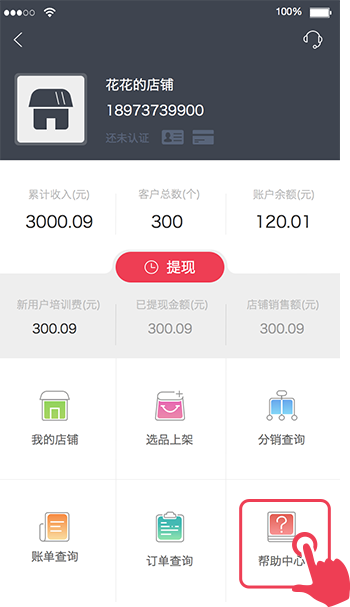 100%
花花的店铺
18973739900
还未认证
累计收入(元) 客户总数(个) 账户余额(元)
3000.09 300 120.01
提现
新用户培训费(元) 已提现金额(元) 店铺销售额(元)
300.09 300.09 300.09
我的店铺 选品上架 分销查询
账单查询 订单查询 帮助中心